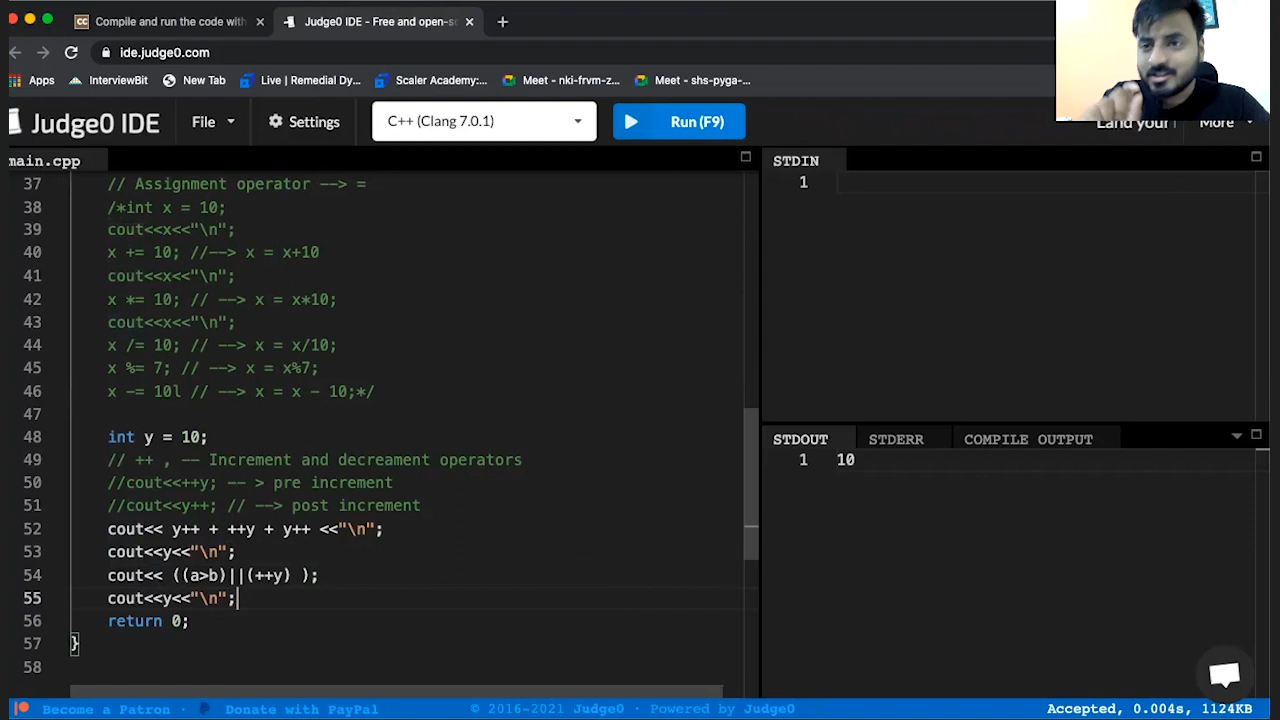 Compile and run the code with
Judge0 IDE - Free and open-so
ide.judge0.com
Apps
InterviewBit
New Tab
Live | Remedial Dy...
Scaler Academy:...
Meet - nki-frvm-z...
Meet - shs-pyga-...
Judge0 IDE
File
Settings
C++ (Clang 7.0.1)
Run (F9)
Land your
More
main.cpp
37 // Assignment operator --> =
38 /*int x = 10;
39 cout<<x<<"\n";
40 x += 10; //--> x = x+10
41 cout<<x<<"\n";
42 x *= 10; // --> x = x*10;
43 cout<<x<<"\n";
44 x /= 10; // --> x = x/10;
45 x %= 7; // --> x = x%7;
46 x -= 10l // --> x = x - 10;*/
47
48 int y = 10;
49 // ++ , -- Increment and decreament operators
50 //cout<<++y; -- > pre increment
51 //cout<<y++; // --> post increment
52 cout<< y++ + ++y + y++ <<"\n";
53 cout<<y<<"\n";
54 cout<< ((a>b)||(++y) );
55 cout<<y<<"\n";
56 return 0;
57 }
58
STDIN
1
STDOUT
STDERR
COMPILE OUTPUT
1 10
Become a Patron ·
Donate with PayPal
© 2016-2021 Judge0 · Powered by Judge0
Accepted, 0.004s, 1124KB